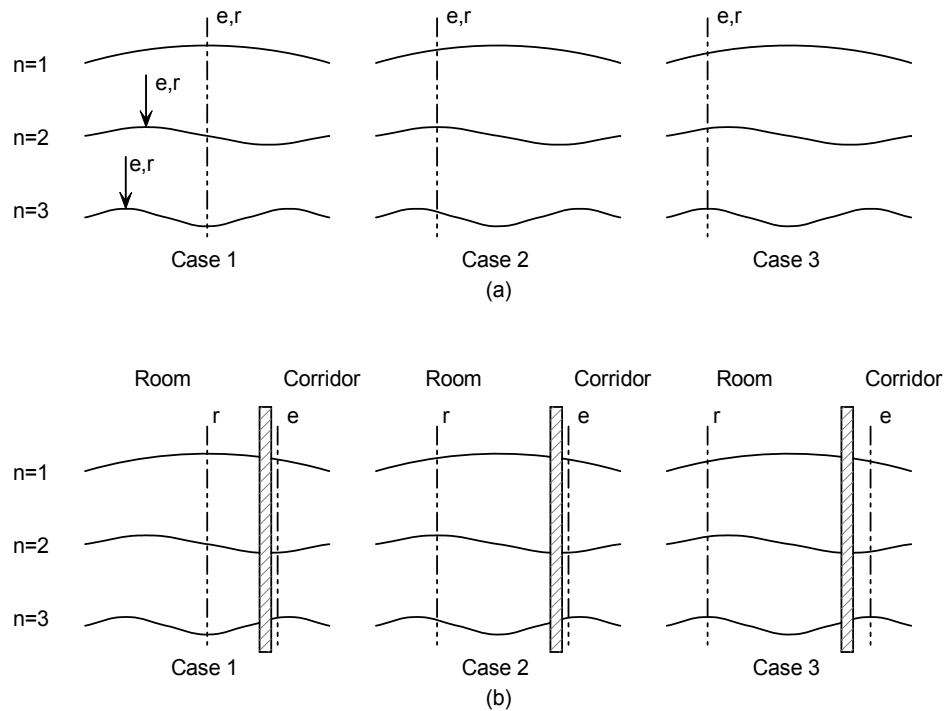 e,r e,r e,r
n=1
e,r
n=2
e,r
n=3
Case 1 Case 2 Case 3
(a)
Room Corridor Room Corridor Room Corridor
r e r e r e
n=1
n=2
n=3
Case 1 Case 2 Case 3
(b)